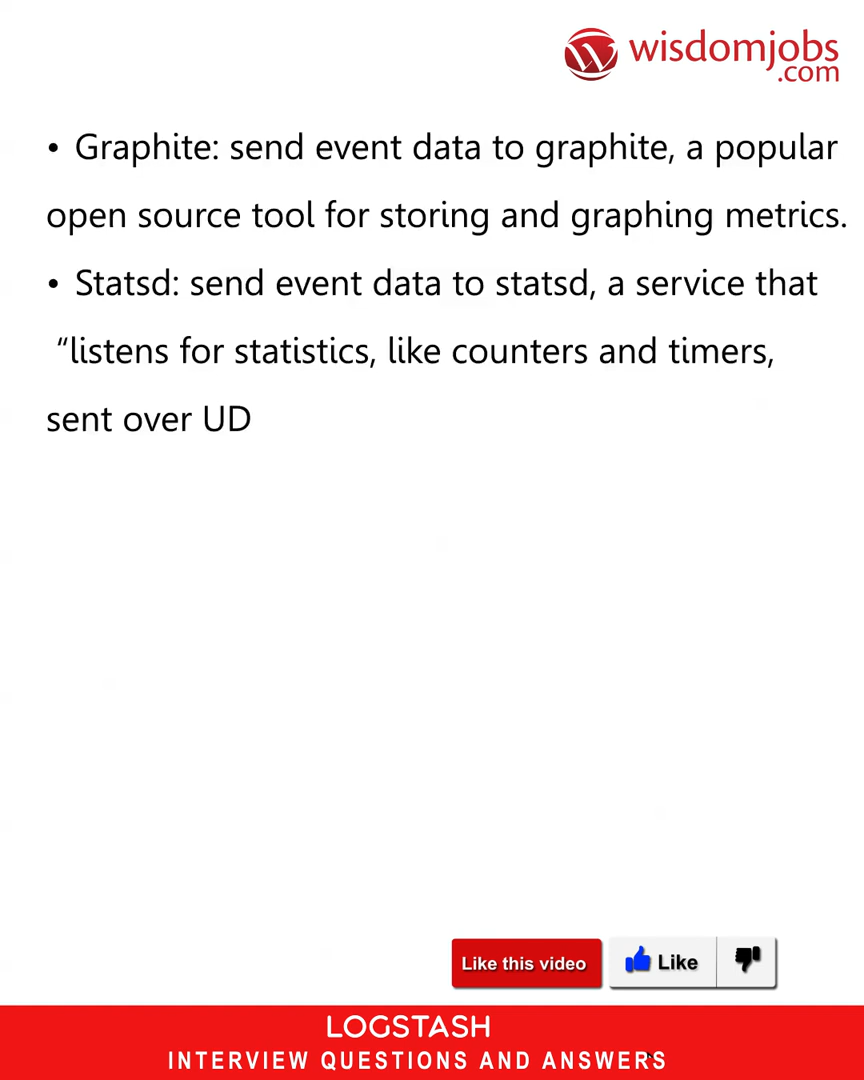 wisdomjobs
.com
• Graphite: send event data to graphite, a popular
open source tool for storing and graphing metrics.
• Statsd: send event data to statsd, a service that
“listens for statistics, like counters and timers,
sent over UD
Like this video
Like
LOGSTASH
INTERVIEW QUESTIONS AND ANSWERS